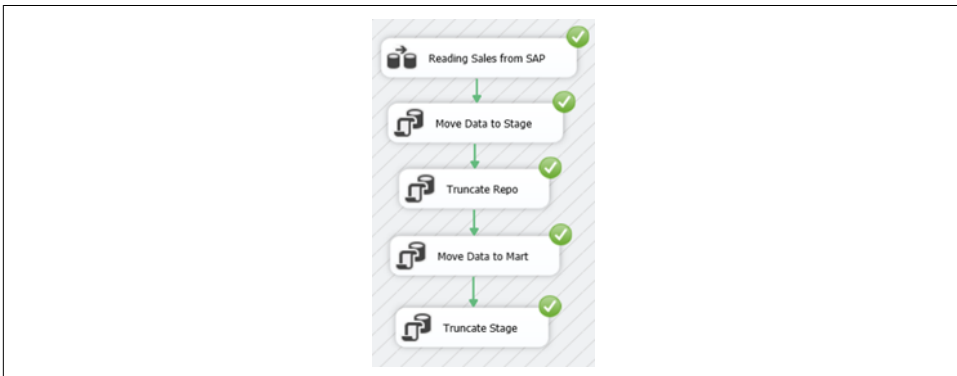 Reading Sales from SAP
Move Data to Stage
Truncate Repo
Move Data to Mart
Truncate Stage